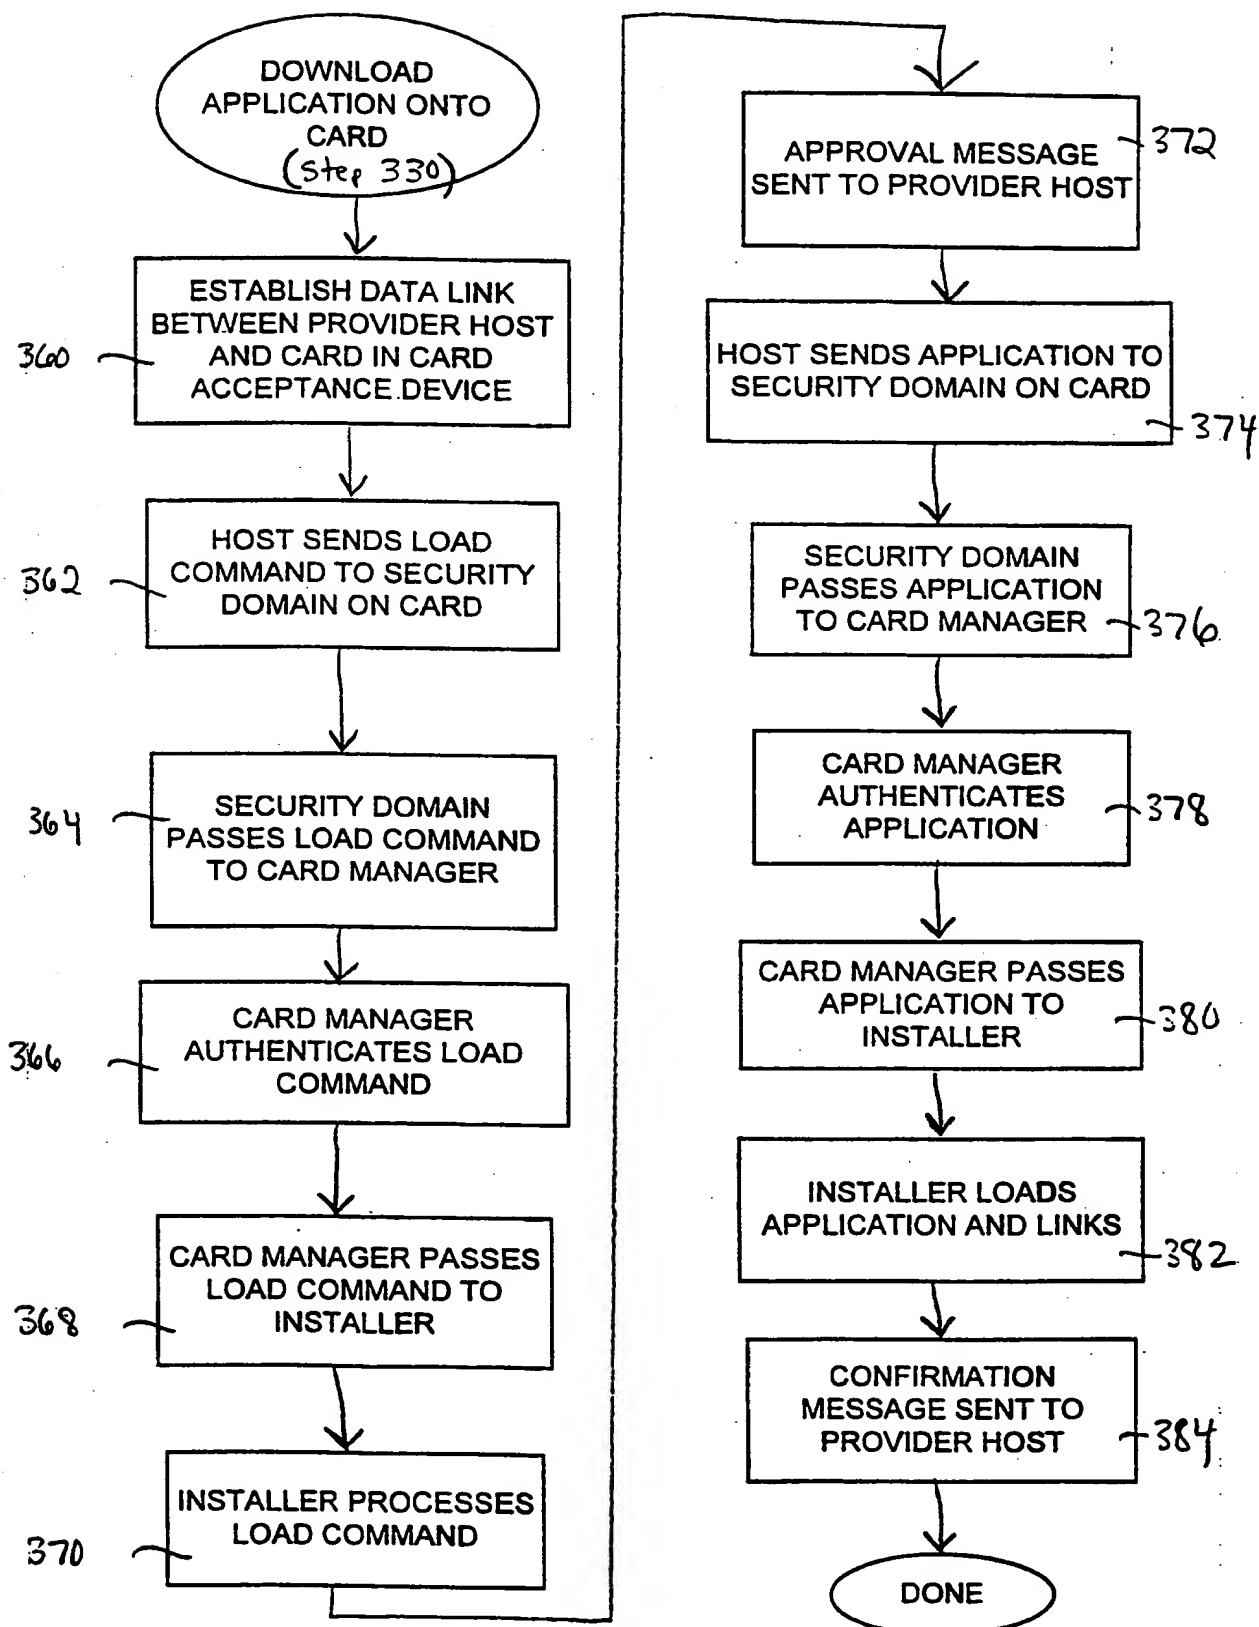 DOWNLOAD
APPLICATION ONTO
CARD
(Step 330)
ESTABLISH DATA LINK
BETWEEN PROVIDER HOST
AND CARD IN CARD
ACCEPTANCE DEVICE
360
HOST SENDS LOAD
COMMAND TO SECURITY
DOMAIN ON CARD
362
SECURITY DOMAIN
PASSES LOAD COMMAND
TO CARD MANAGER
364
CARD MANAGER
AUTHENTICATES LOAD
COMMAND
366
CARD MANAGER PASSES
LOAD COMMAND TO
INSTALLER
368
INSTALLER PROCESSES
LOAD COMMAND
370
APPROVAL MESSAGE
SENT TO PROVIDER HOST
372
HOST SENDS APPLICATION TO
SECURITY DOMAIN ON CARD
374
SECURITY DOMAIN
PASSES APPLICATION
TO CARD MANAGER
376
CARD MANAGER
AUTHENTICATES
APPLICATION
378
CARD MANAGER PASSES
APPLICATION TO
INSTALLER
380
INSTALLER LOADS
APPLICATION AND LINKS
382
CONFIRMATION
MESSAGE SENT TO
PROVIDER HOST
384
DONE